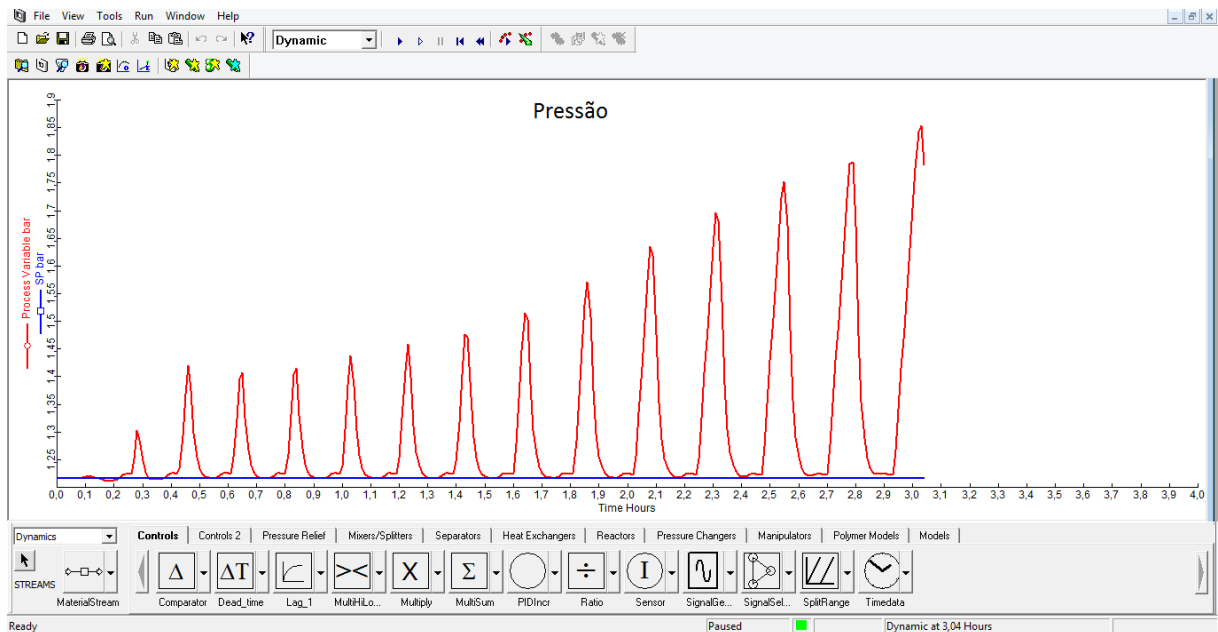 File View Tools Run Window Help
Dynamic
Pressão
1,9
1,85
1,8
1,75
1,7
1,65
1,6
1,55
1,5
1,45
1,4
1,35
1,3
1,25
Process Variable bar
SP bar
0,0 0,1 0,2 0,3 0,4 0,5 0,6 0,7 0,8 0,9 1,0 1,1 1,2 1,3 1,4 1,5 1,6 1,7 1,8 1,9 2,0 2,1 2,2 2,3 2,4 2,5 2,6 2,7 2,8 2,9 3,0 3,1 3,2 3,3 3,4 3,5 3,6 3,7 3,8 3,9 4,0
Time Hours
Dynamics
Controls Controls 2 Pressure Relief Mixers/Splitters Separators Heat Exchangers Reactors Pressure Changers Manipulators Polymer Models Models
Δ ΔT >< X Σ ÷ I
STREAMS
MaterialStream Comparator Dead_time Lag_1 MultiHiLo... Multiply MultiSum PIDIncr Ratio Sensor SignalGe... SignalSel... SplitRange Timedata
Ready Paused Dynamic at 3,04 Hours